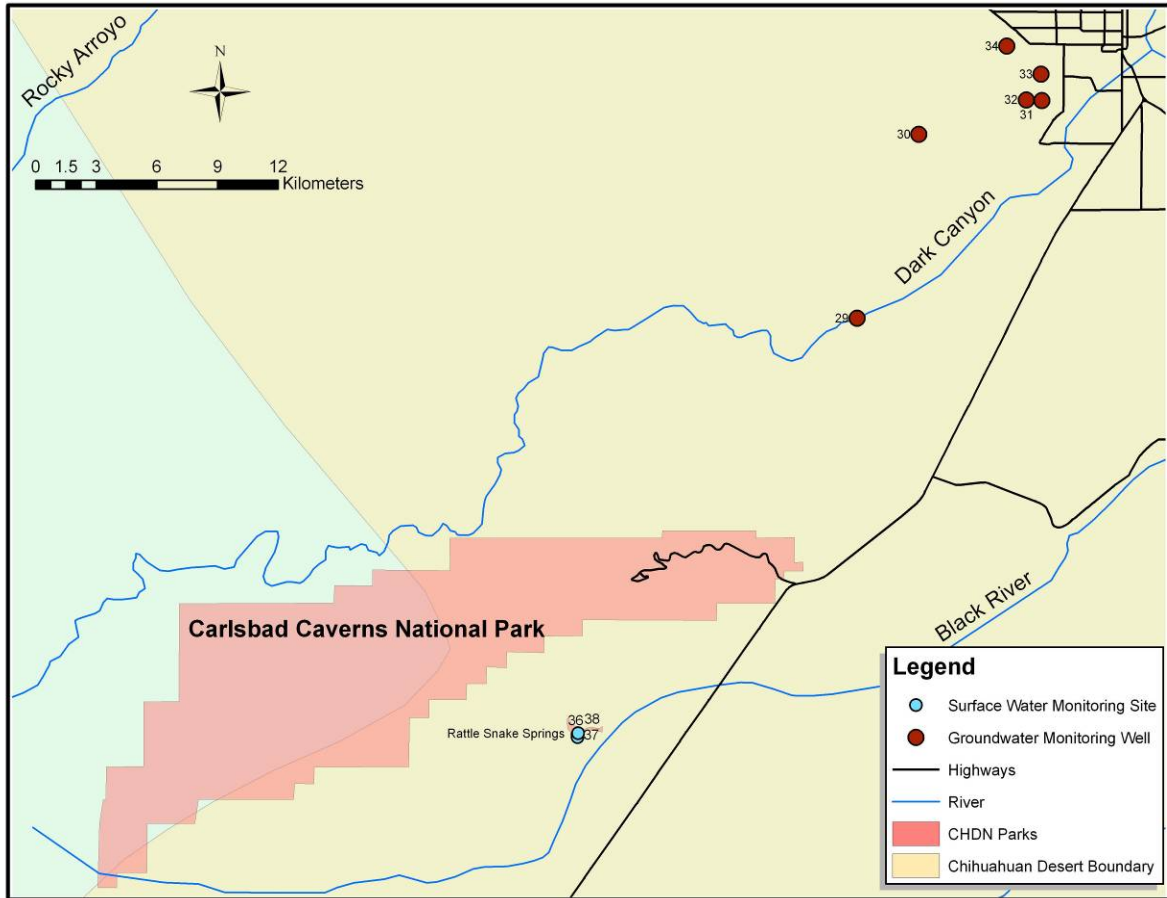 Rocky Arroyo
N
0 1.5 3 6 9 12
Kilometers
34
33
32
31
30
Dark Canyon
29
Carlsbad Caverns National Park
Black River
36 38
Rattle Snake Springs
37
Legend
Surface Water Monitoring Site
Groundwater Monitoring Well
Highways
River
CHDN Parks
Chihuahuan Desert Boundary